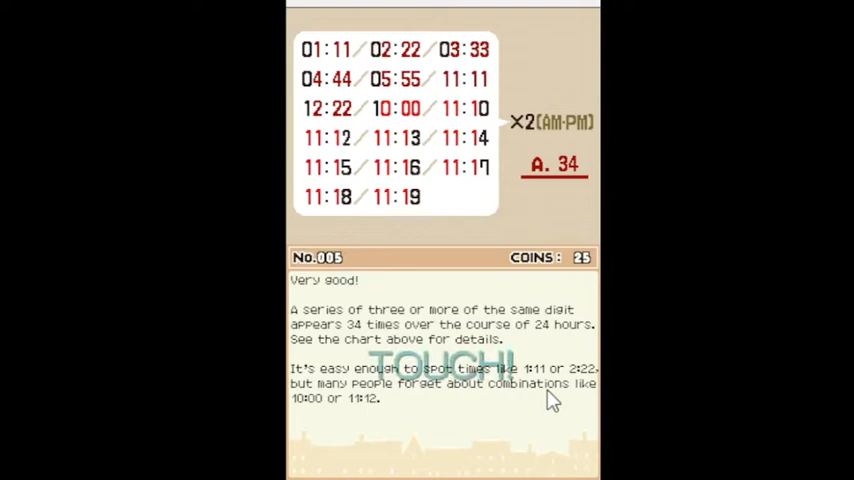 01:11/02:22/03:33
04:44/05:55/11:11
12:22/10:00/11:10
11:12/11:13/11:14
11:15/11:16/11:17
11:18/11:19
×2(AM·PM)
A. 34
No.005 COINS: 25
Very good!
A series of three or more of the same digit
appears 34 times over the course of 24 hours.
See the chart above for details.
TOUCH!
It's easy enough to spot times like 1:11 or 2:22,
but many people forget about combinations like
10:00 or 11:12.